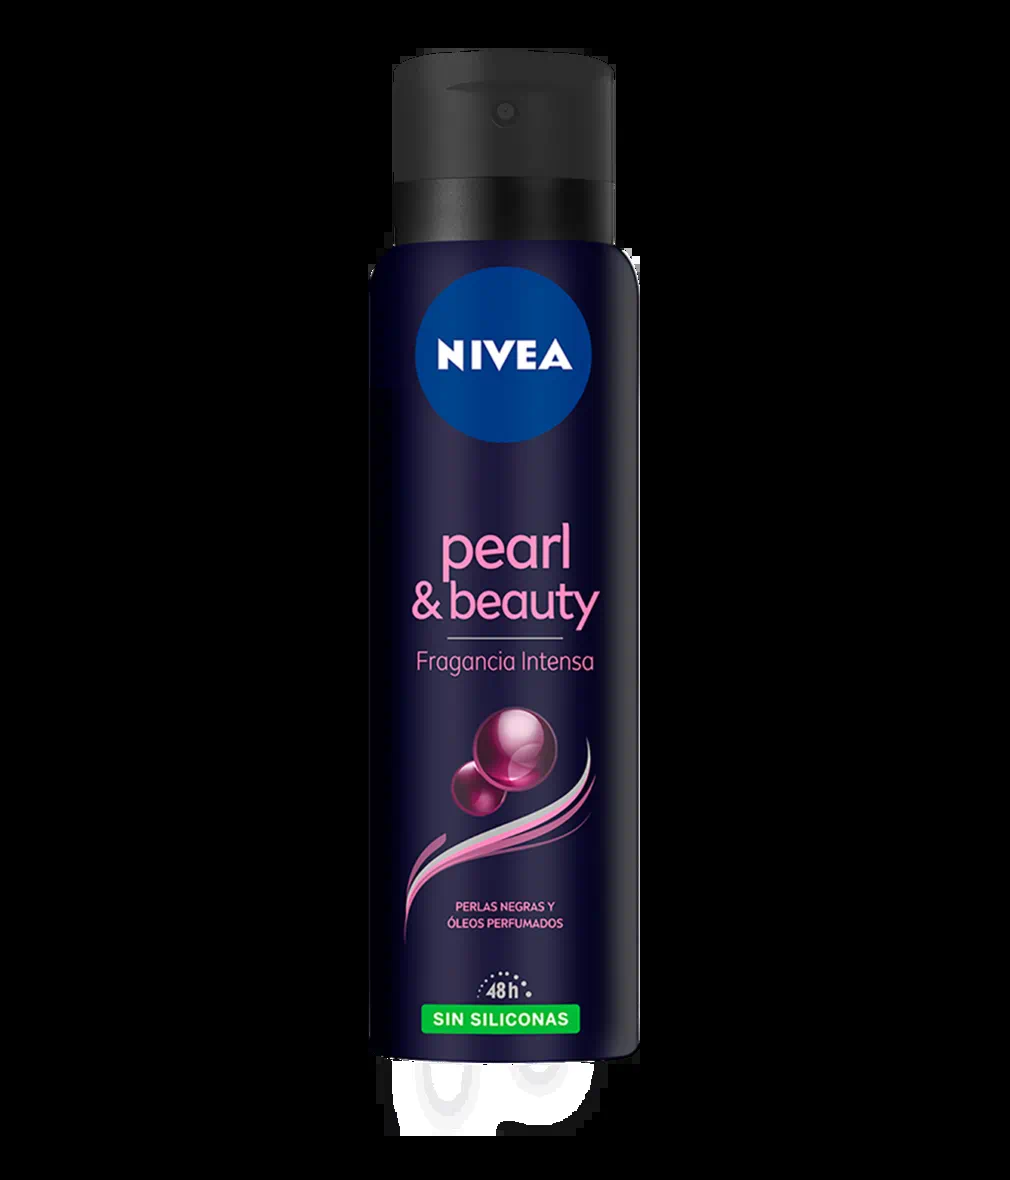 NIVEA
pearl
& beauty
Fragancia Intensa
PERLAS NEGRAS Y
ÓLEOS PERFUMADOS
48h
SIN SILICONAS